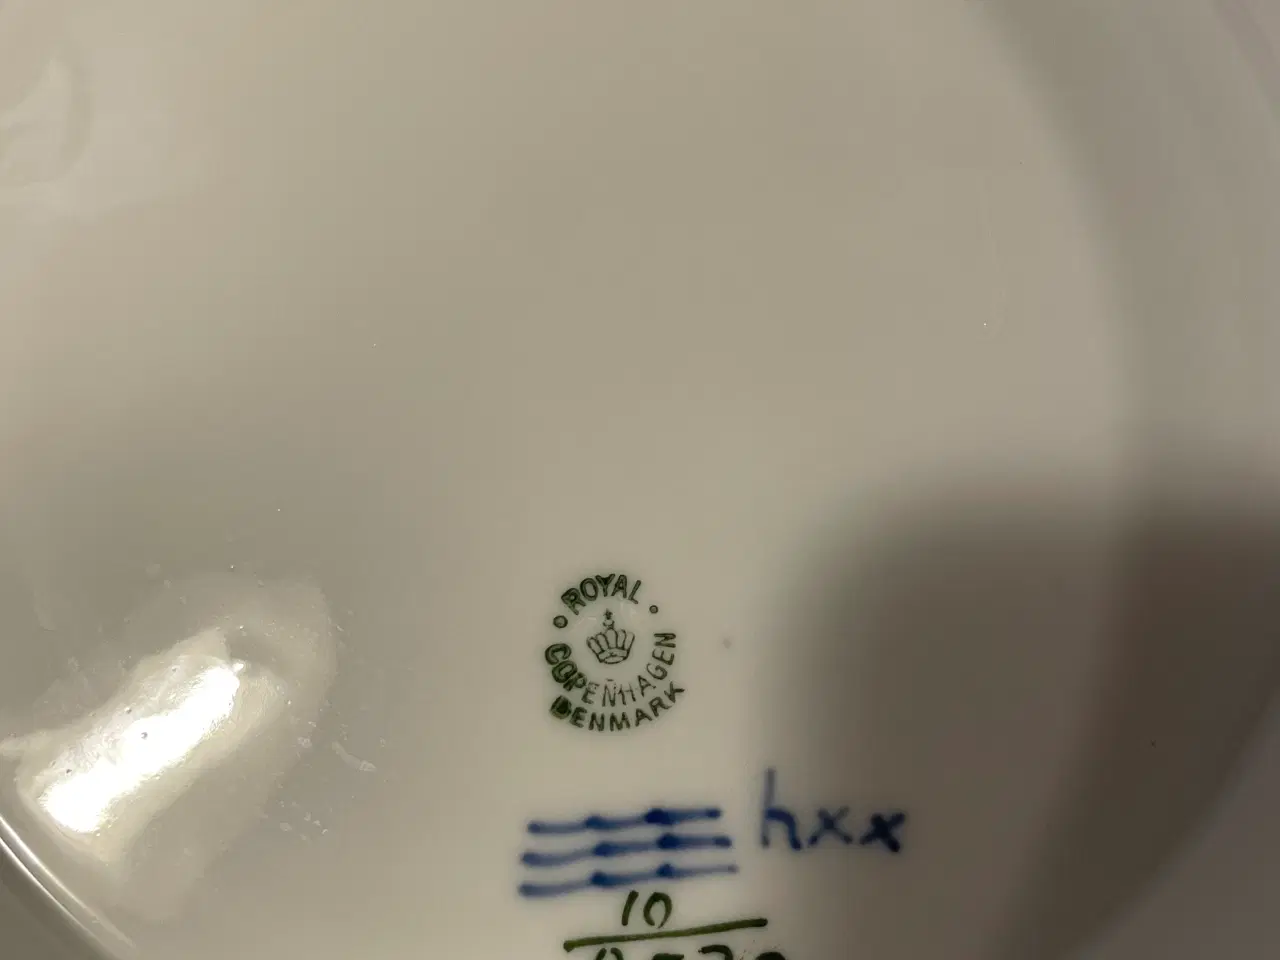 ROYAL
COPENHAGEN
DENMARK
hxx
10